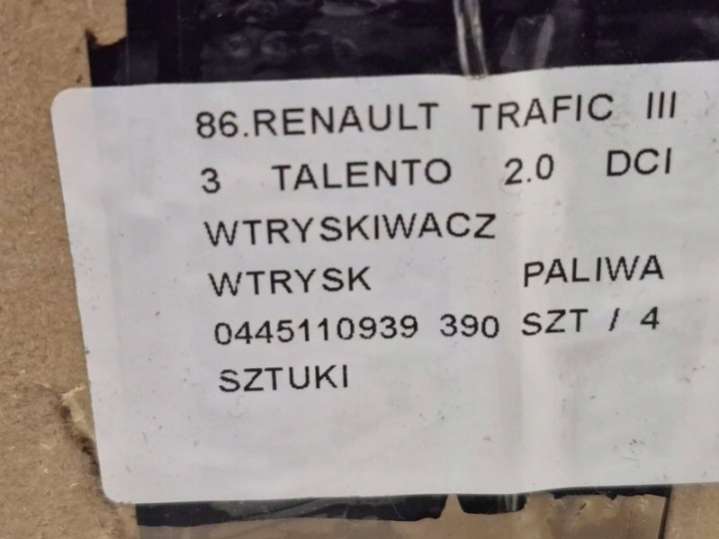 86.RENAULT TRAFIC III
3 TALENTO 2.0 DCI
WTRYSKIWACZ
WTRYSK PALIWA
0445110939 390 SZT / 4
SZTUKI